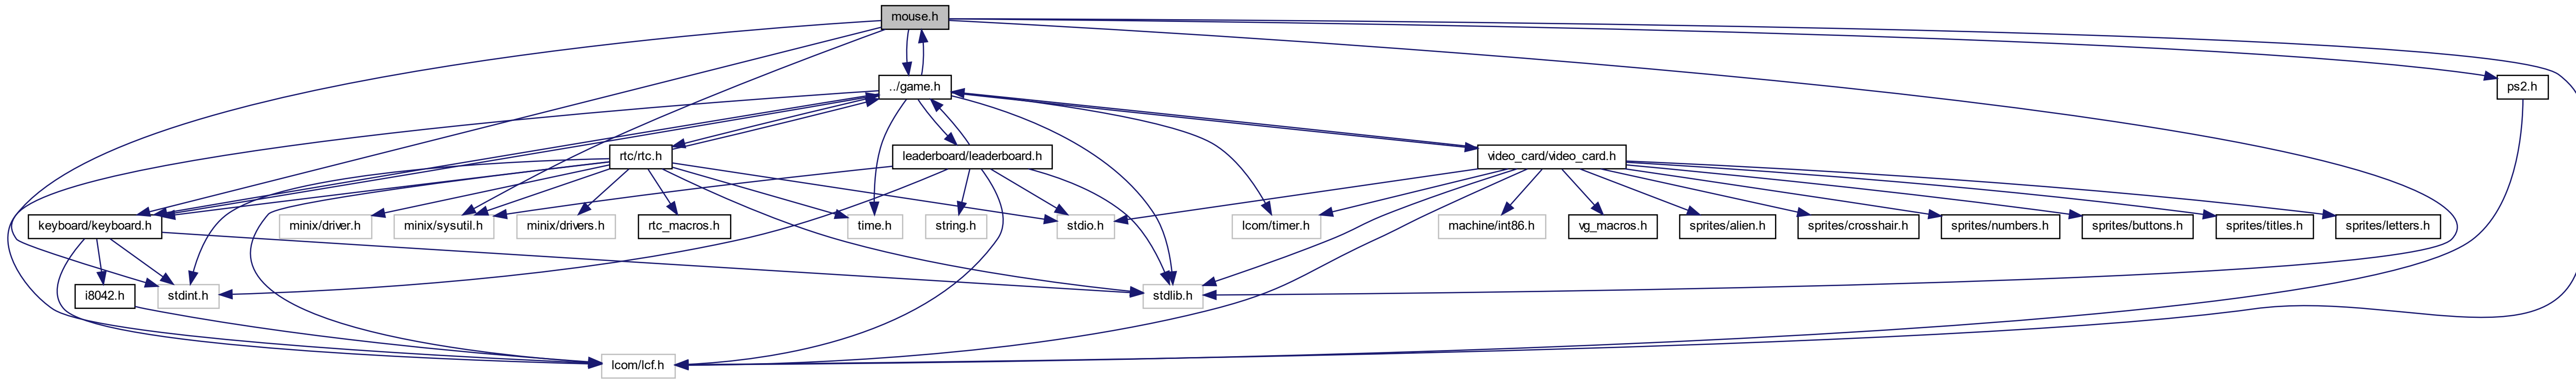 mouse.h
../game.h
ps2.h
rtc/rtc.h
leaderboard/leaderboard.h
video_card/video_card.h
keyboard/keyboard.h
minix/driver.h
minix/sysutil.h
minix/drivers.h
rtc_macros.h
time.h
string.h
stdio.h
lcom/timer.h
machine/int86.h
vg_macros.h
sprites/alien.h
sprites/crosshair.h
sprites/numbers.h
sprites/buttons.h
sprites/titles.h
sprites/letters.h
i8042.h
stdint.h
stdlib.h
lcom/lcf.h